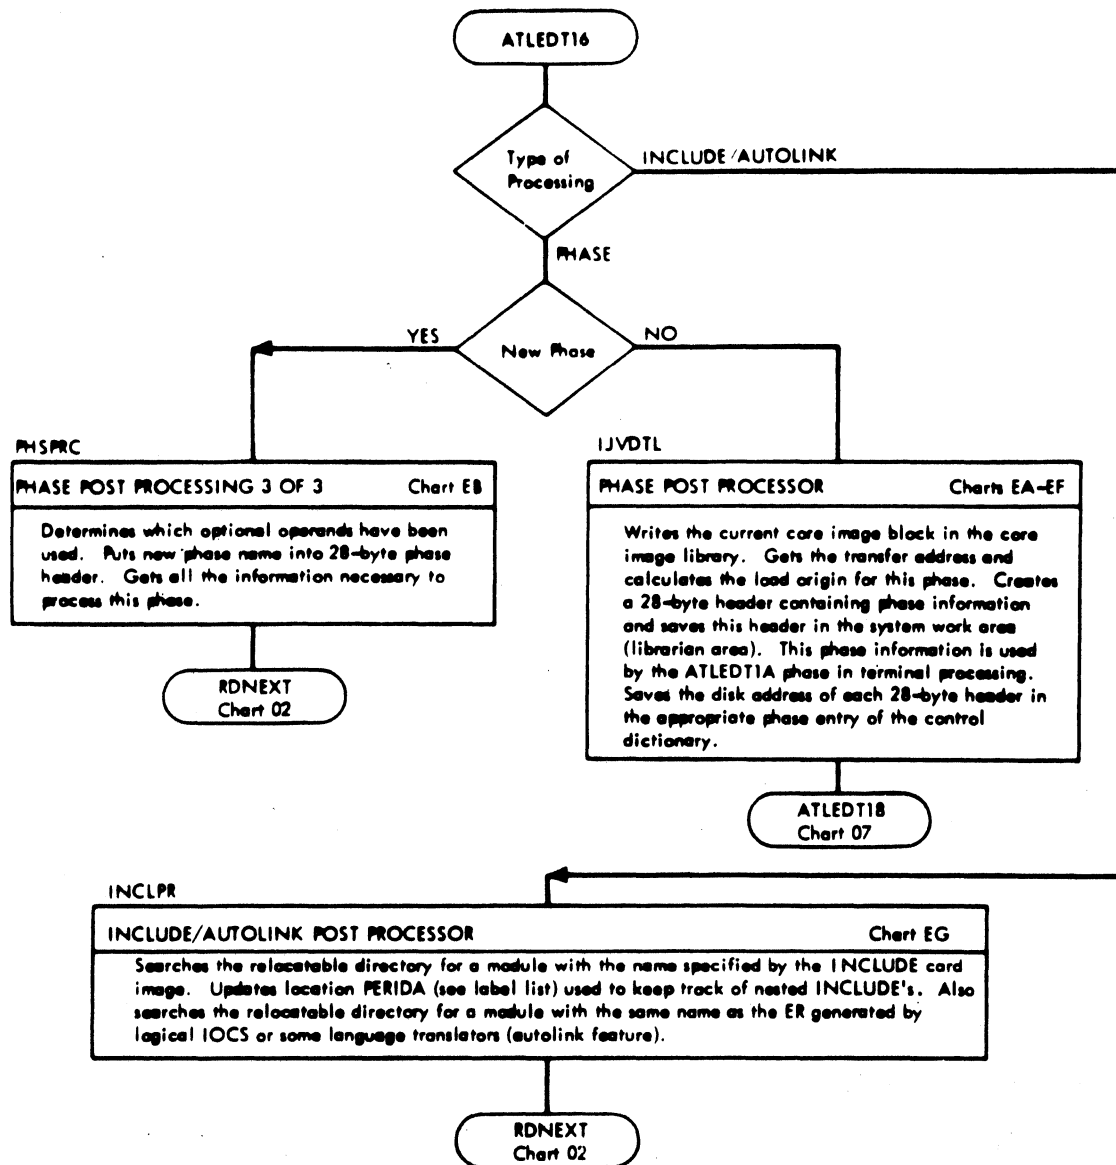 ATLEDT16
Type of
Processing
INCLUDE/AUTOLINK
PHASE
YES
New Phase
NO
PHSPRC
PHASE POST PROCESSING 3 OF 3 Chart EB
Determines which optional operands have been
used. Puts new phase name into 28-byte phase
header. Gets all the information necessary to
process this phase.
RDNEXT
Chart 02
IJVDTL
PHASE POST PROCESSOR Charts EA-EF
Writes the current core image block in the core
image library. Gets the transfer address and
calculates the load origin for this phase. Creates
a 28-byte header containing phase information
and saves this header in the system work area
(librarian area). This phase information is used
by the ATLEDT1A phase in terminal processing.
Saves the disk address of each 28-byte header in
the appropriate phase entry of the control
dictionary.
ATLEDT18
Chart 07
INCLPR
INCLUDE/AUTOLINK POST PROCESSOR Chart EG
Searches the relocatable directory for a module with the name specified by the INCLUDE card
image. Updates location PERIDA (see label list) used to keep track of nested INCLUDE's. Also
searches the relocatable directory for a module with the same name as the ER generated by
logical IOCS or some language translators (autolink feature).
RDNEXT
Chart 02